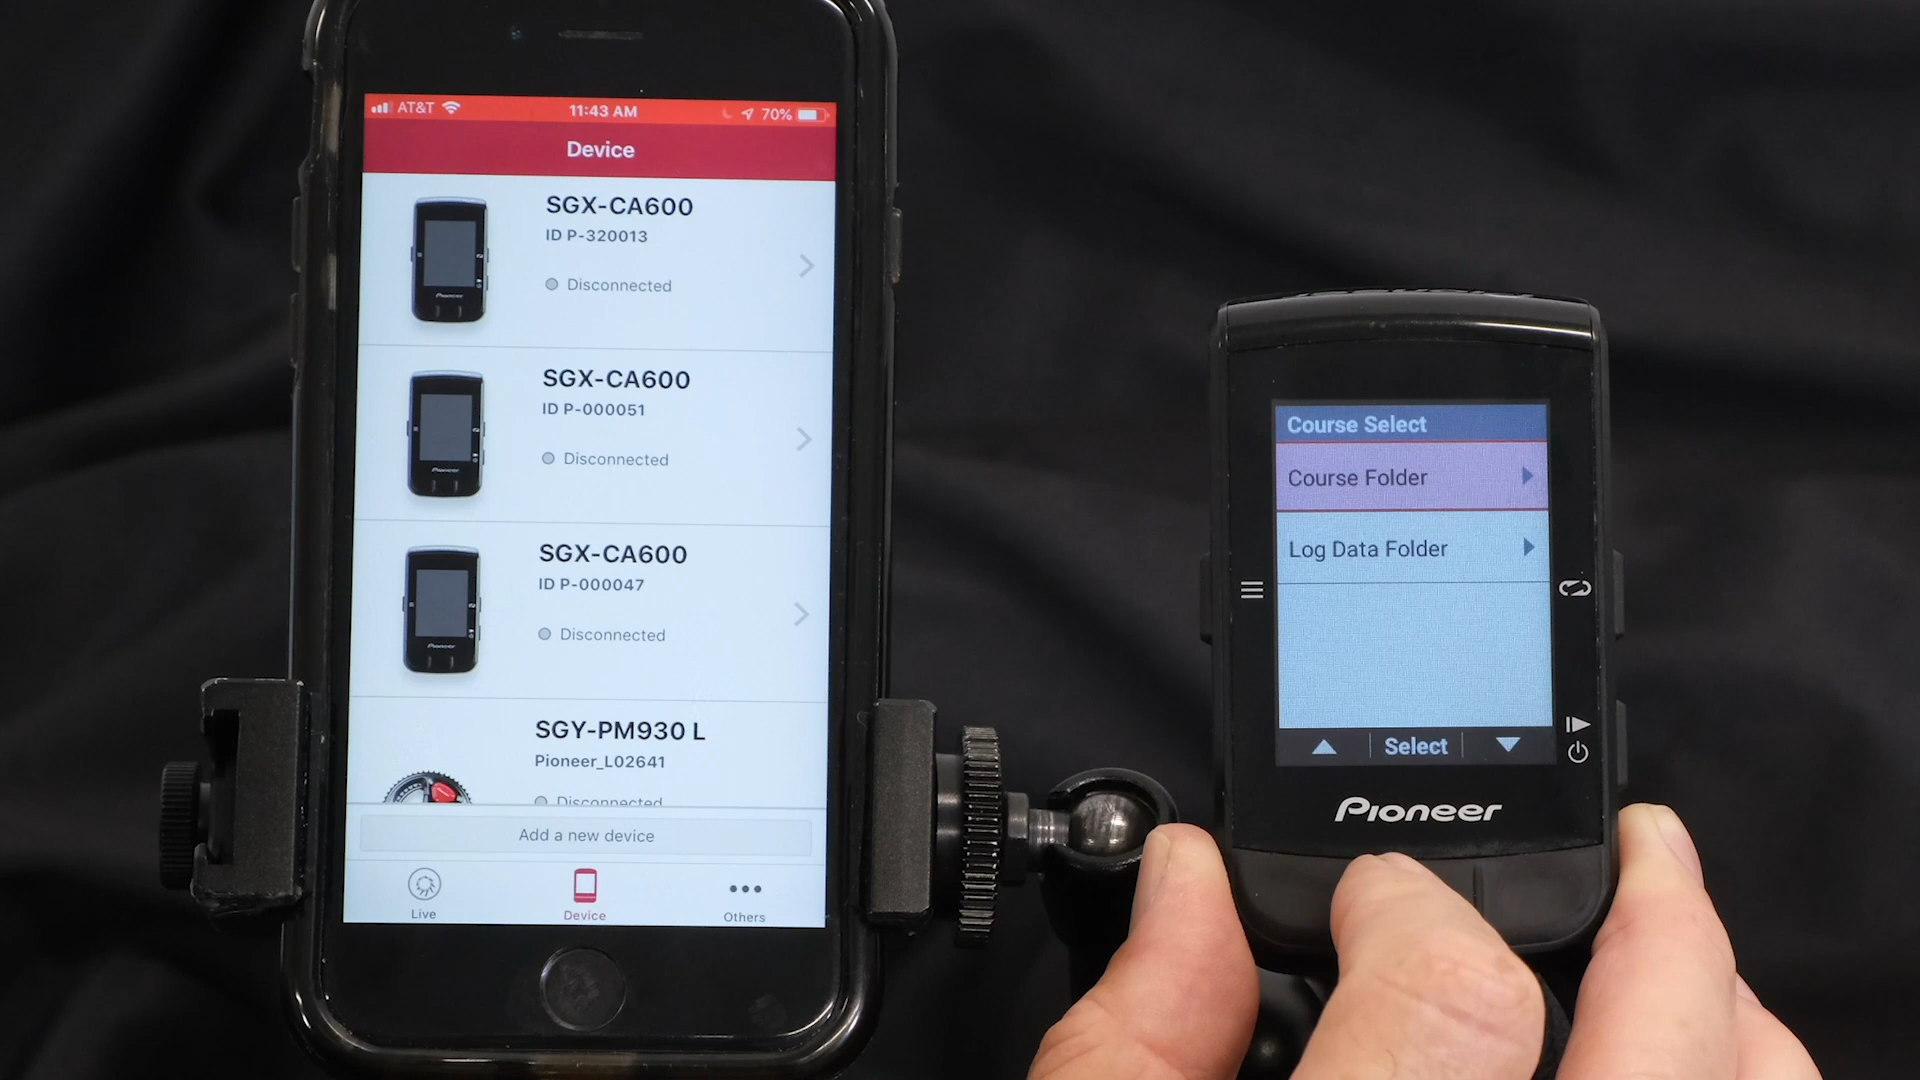 AT&T 11:43 AM 70%
Device
SGX-CA600
ID P-320013
Disconnected
SGX-CA600
ID P-000051
Disconnected
SGX-CA600
ID P-000047
Disconnected
SGY-PM930 L
Pioneer_L02641
Disconnected
Add a new device
Live Device Others
Course Select
Course Folder
Log Data Folder
Select
Pioneer